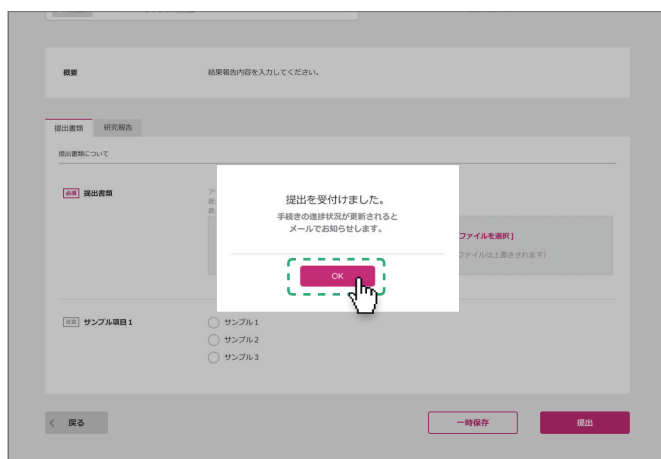 概要
結果報告内容を入力してください。
提出書類
研究報告
提出書類について
必須 提出書類
提出を受付けました。
手続きの進捗状況が更新されると
メールでお知らせします。
ファイルを選択 ]
ファイルは上書きされます）
OK
任意 サンプル項目 1
サンプル 1
サンプル 2
サンプル 3
< 戻る
一時保存
提出